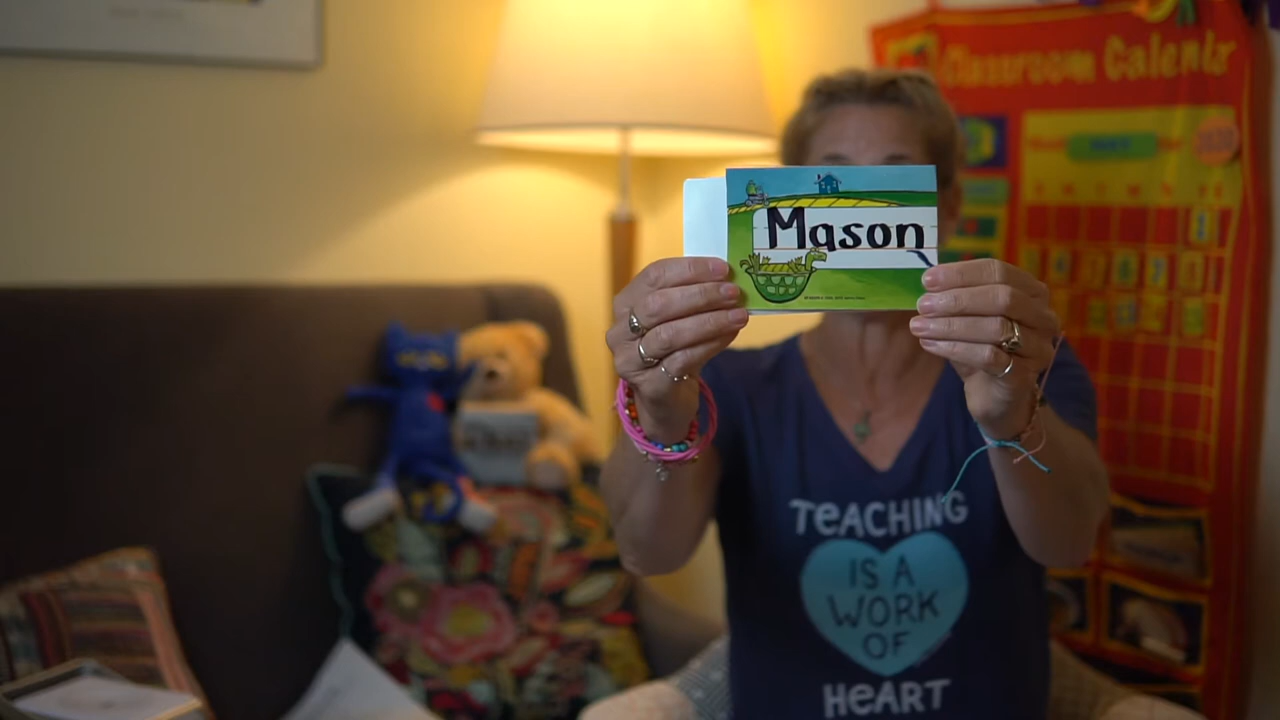 Classroom Calendar
Mason
TEACHING
IS A
WORK
OF
HEART